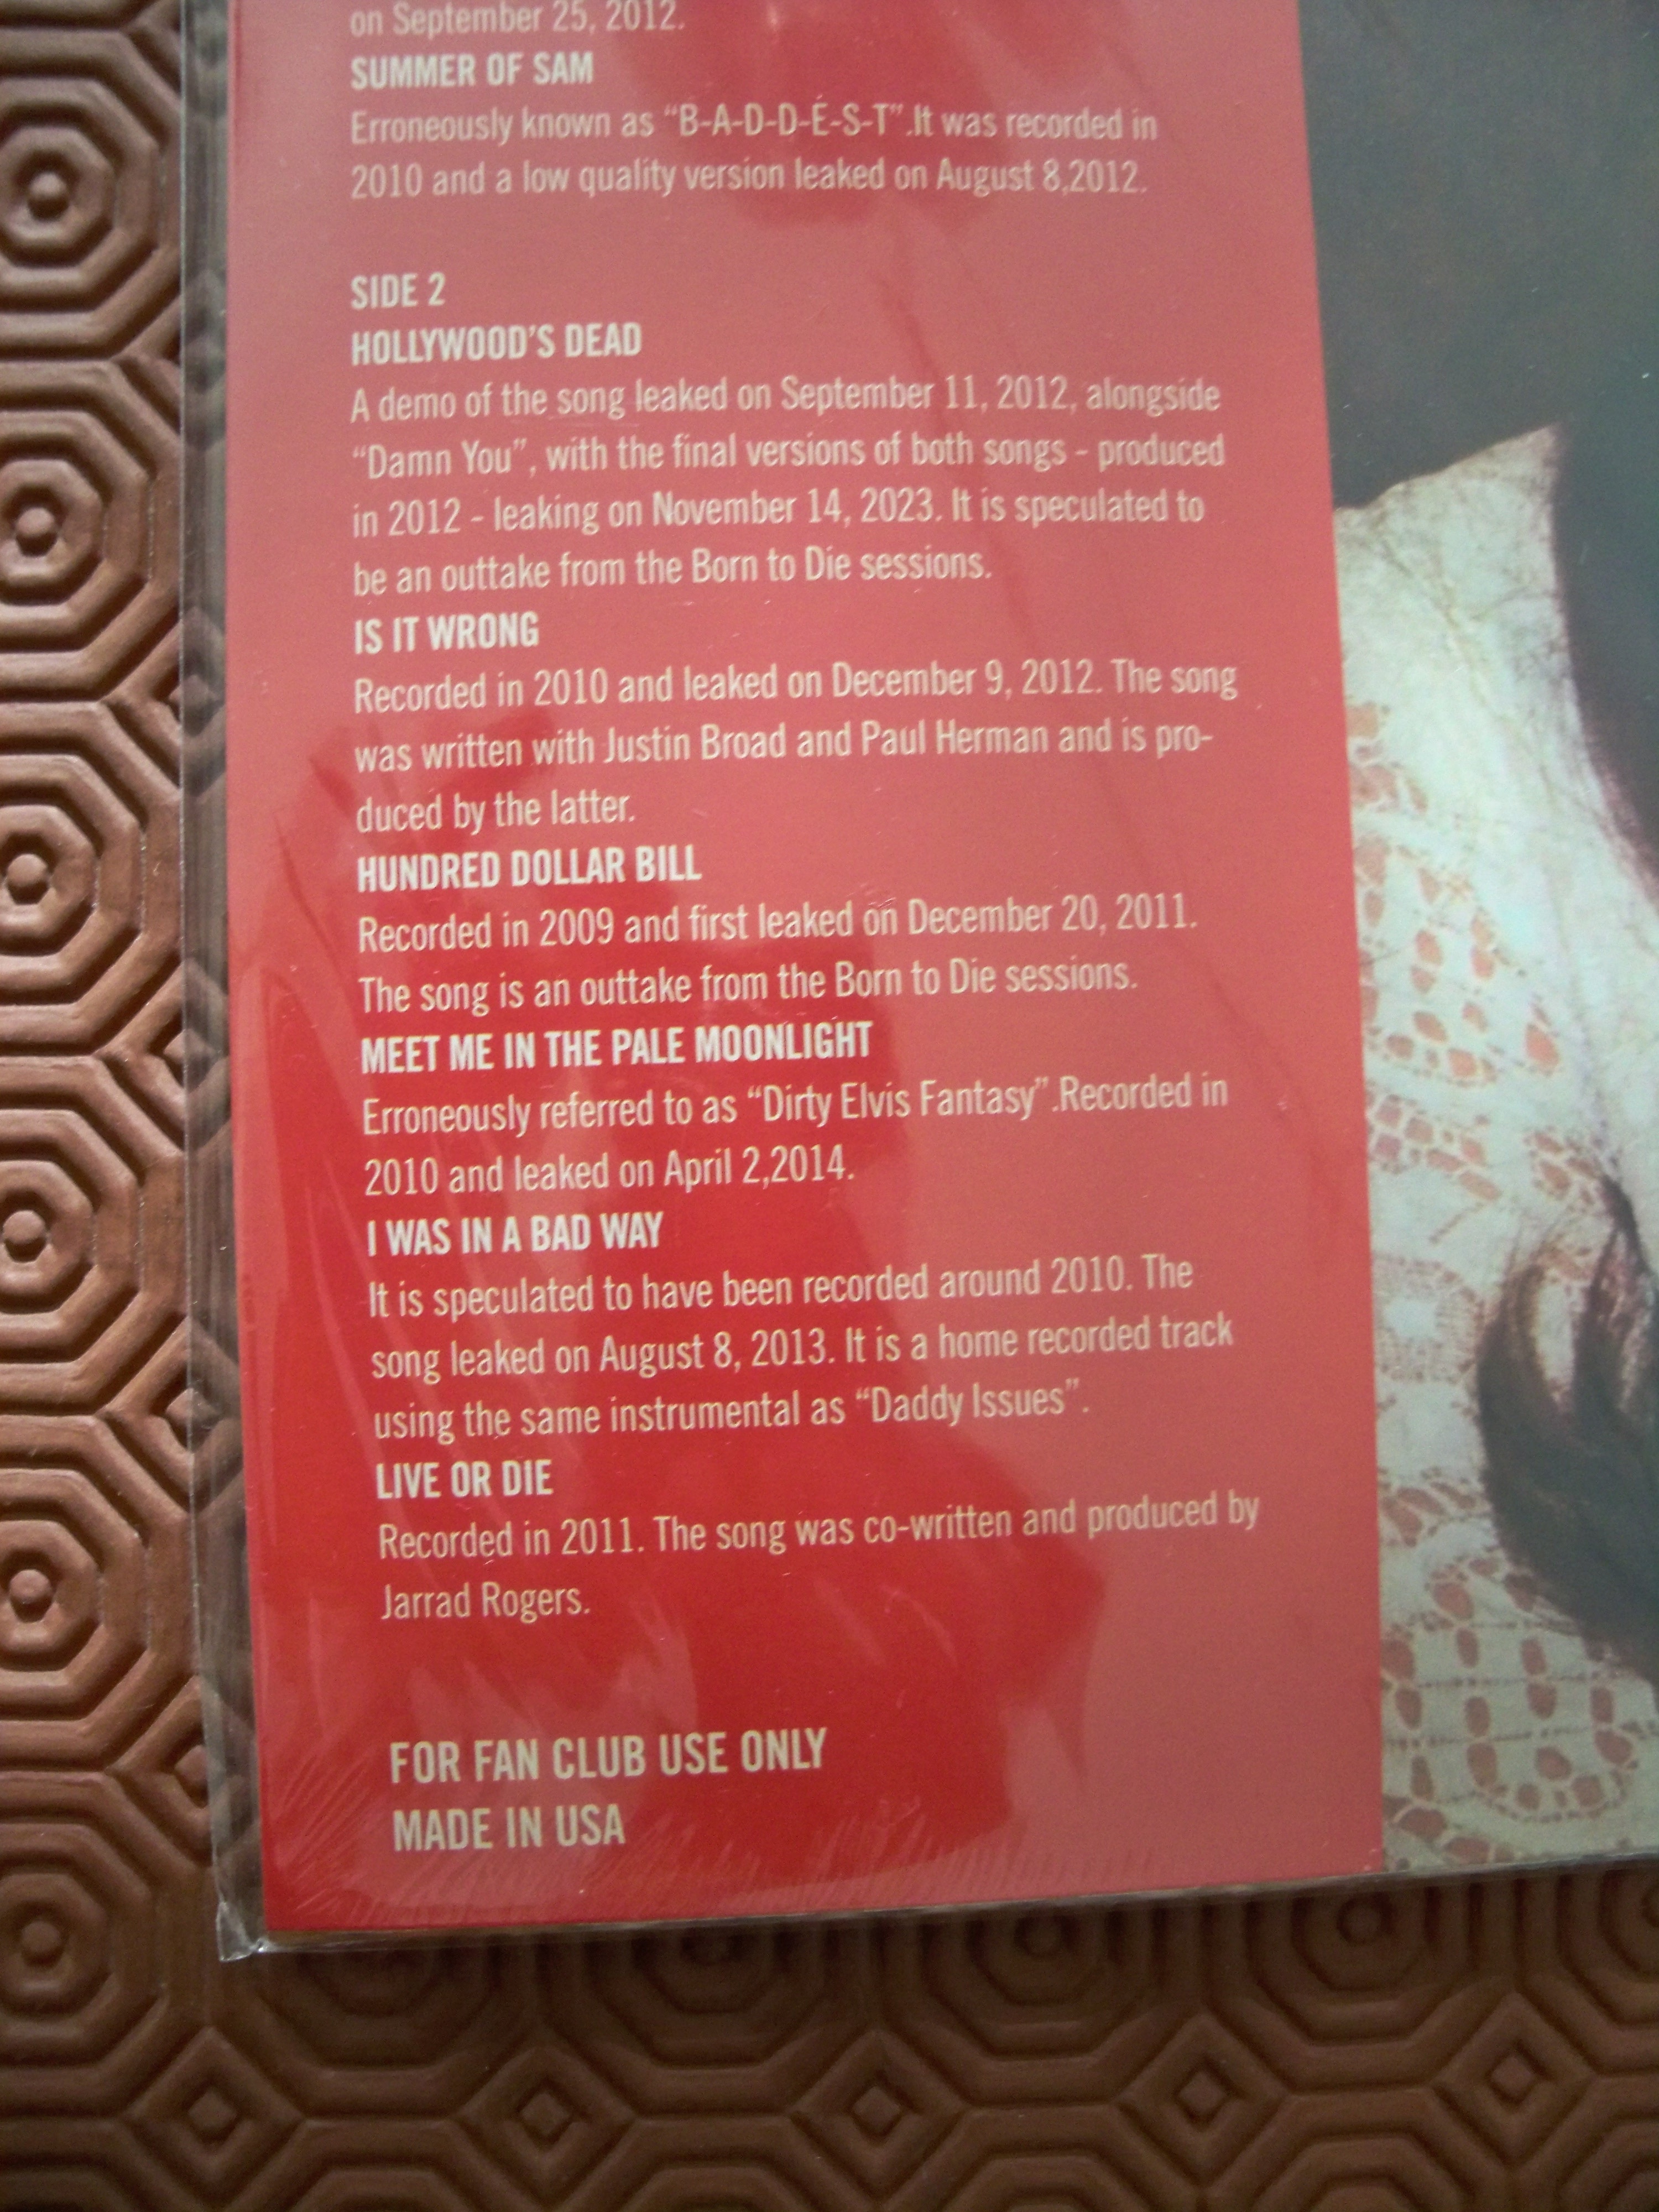 on September 25, 2012.
SUMMER OF SAM
Erroneously known as “B-A-D-D-E-S-T”.It was recorded in
2010 and a low quality version leaked on August 8,2012.
SIDE 2
HOLLYWOOD’S DEAD
A demo of the song leaked on September 11, 2012, alongside
“Damn You”, with the final versions of both songs - produced
in 2012 - leaking on November 14, 2023. It is speculated to
be an outtake from the Born to Die sessions.
IS IT WRONG
Recorded in 2010 and leaked on December 9, 2012. The song
was written with Justin Broad and Paul Herman and is pro-
duced by the latter.
HUNDRED DOLLAR BILL
Recorded in 2009 and first leaked on December 20, 2011.
The song is an outtake from the Born to Die sessions.
MEET ME IN THE PALE MOONLIGHT
Erroneously referred to as “Dirty Elvis Fantasy”.Recorded in
2010 and leaked on April 2,2014.
I WAS IN A BAD WAY
It is speculated to have been recorded around 2010. The
song leaked on August 8, 2013. It is a home recorded track
using the same instrumental as “Daddy Issues”.
LIVE OR DIE
Recorded in 2011. The song was co-written and produced by
Jarrad Rogers.
FOR FAN CLUB USE ONLY
MADE IN USA